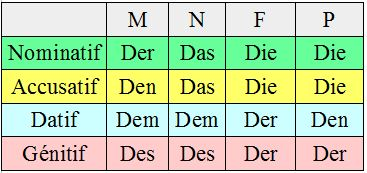 M N F P
Nominatif Der Das Die Die
Accusatif Den Das Die Die
Datif Dem Dem Der Den
Génitif Des Des Der Der